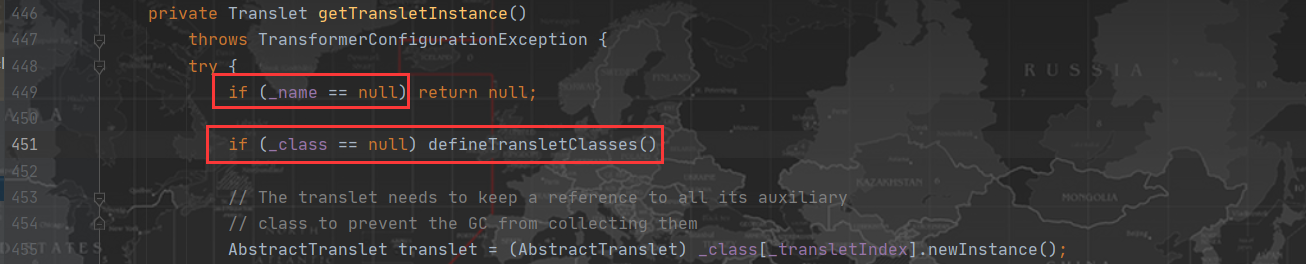 446 private Translet getTransletInstance()
447 throws TransformerConfigurationException {
448 try {
449 if (_name == null) return null;
450
451 if (_class == null) defineTransletClasses()
452
453 // The translet needs to keep a reference to all its auxiliary
454 // class to prevent the GC from collecting them
455 AbstractTranslet translet = (AbstractTranslet) _class[_transletIndex].newInstance();
RUSSIA
KAZAKHSTAN
MONGOLIA
FINLAND
UKRAINE